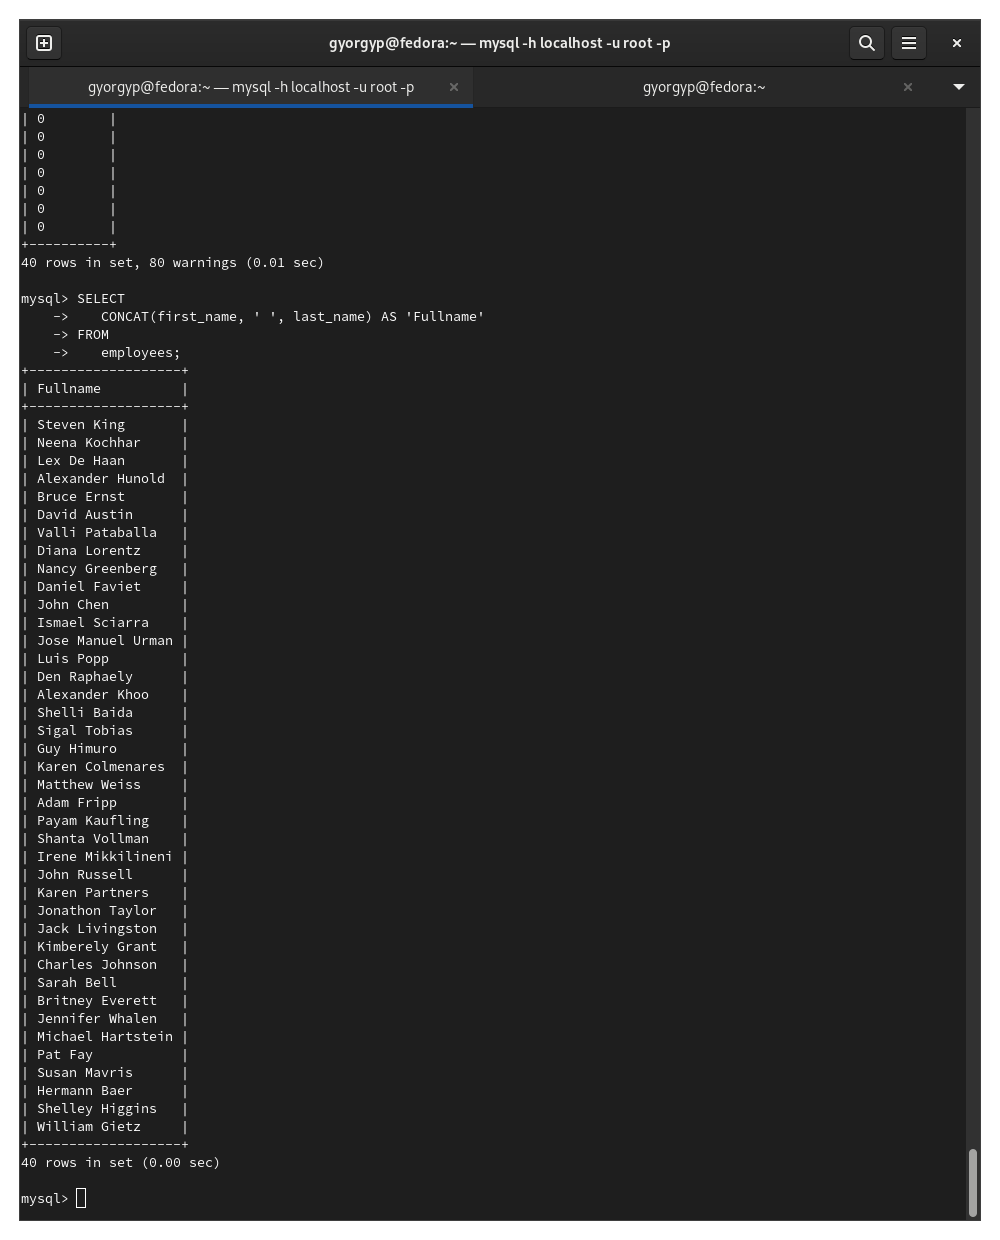 gyorgyp@fedora:~ — mysql -h localhost -u root -p
gyorgyp@fedora:~ — mysql -h localhost -u root -p
gyorgyp@fedora:~
| 0        |
| 0        |
| 0        |
| 0        |
| 0        |
| 0        |
| 0        |
+----------+
40 rows in set, 80 warnings (0.01 sec)
mysql> SELECT
    ->    CONCAT(first_name, ' ', last_name) AS 'Fullname'
    -> FROM
    ->    employees;
+-------------------+
| Fullname          |
+-------------------+
| Steven King       |
| Neena Kochhar     |
| Lex De Haan       |
| Alexander Hunold  |
| Bruce Ernst       |
| David Austin      |
| Valli Pataballa   |
| Diana Lorentz     |
| Nancy Greenberg   |
| Daniel Faviet     |
| John Chen         |
| Ismael Sciarra    |
| Jose Manuel Urman |
| Luis Popp         |
| Den Raphaely      |
| Alexander Khoo    |
| Shelli Baida      |
| Sigal Tobias      |
| Guy Himuro        |
| Karen Colmenares  |
| Matthew Weiss     |
| Adam Fripp        |
| Payam Kaufling    |
| Shanta Vollman    |
| Irene Mikkilineni |
| John Russell      |
| Karen Partners    |
| Jonathon Taylor   |
| Jack Livingston   |
| Kimberely Grant   |
| Charles Johnson   |
| Sarah Bell        |
| Britney Everett   |
| Jennifer Whalen   |
| Michael Hartstein |
| Pat Fay           |
| Susan Mavris      |
| Hermann Baer      |
| Shelley Higgins   |
| William Gietz     |
+-------------------+
40 rows in set (0.00 sec)
mysql>